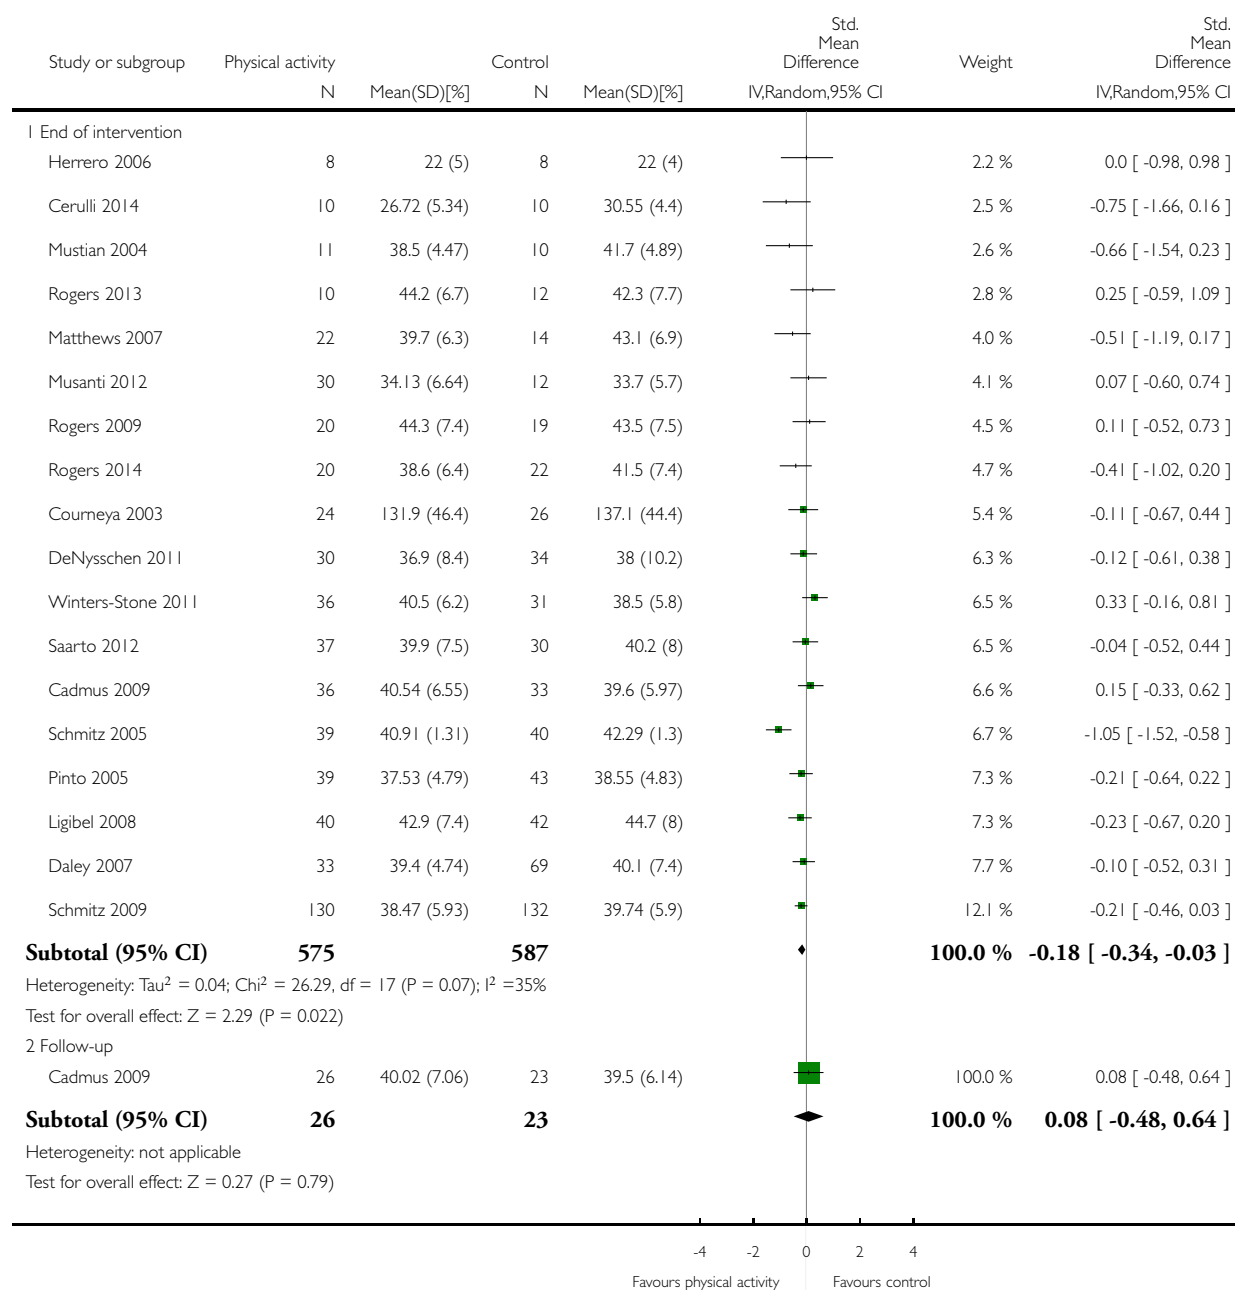 Std. Std.
Mean Mean
Study or subgroup Physical activity Control Difference Weight Difference
N Mean(SD)[%] N Mean(SD)[%] IV,Random,95% CI IV,Random,95% CI
1 End of intervention
Herrero 2006 8 22 (5) 8 22 (4) 2.2 % 0.0 [ -0.98, 0.98 ]
Cerulli 2014 10 26.72 (5.34) 10 30.55 (4.4) 2.5 % -0.75 [ -1.66, 0.16 ]
Mustian 2004 11 38.5 (4.47) 10 41.7 (4.89) 2.6 % -0.66 [ -1.54, 0.23 ]
Rogers 2013 10 44.2 (6.7) 12 42.3 (7.7) 2.8 % 0.25 [ -0.59, 1.09 ]
Matthews 2007 22 39.7 (6.3) 14 43.1 (6.9) 4.0 % -0.51 [ -1.19, 0.17 ]
Musanti 2012 30 34.13 (6.64) 12 33.7 (5.7) 4.1 % 0.07 [ -0.60, 0.74 ]
Rogers 2009 20 44.3 (7.4) 19 43.5 (7.5) 4.5 % 0.11 [ -0.52, 0.73 ]
Rogers 2014 20 38.6 (6.4) 22 41.5 (7.4) 4.7 % -0.41 [ -1.02, 0.20 ]
Courneya 2003 24 131.9 (46.4) 26 137.1 (44.4) 5.4 % -0.11 [ -0.67, 0.44 ]
DeNysschen 2011 30 36.9 (8.4) 34 38 (10.2) 6.3 % -0.12 [ -0.61, 0.38 ]
Winters-Stone 2011 36 40.5 (6.2) 31 38.5 (5.8) 6.5 % 0.33 [ -0.16, 0.81 ]
Saarto 2012 37 39.9 (7.5) 30 40.2 (8) 6.5 % -0.04 [ -0.52, 0.44 ]
Cadmus 2009 36 40.54 (6.55) 33 39.6 (5.97) 6.6 % 0.15 [ -0.33, 0.62 ]
Schmitz 2005 39 40.91 (1.31) 40 42.29 (1.3) 6.7 % -1.05 [ -1.52, -0.58 ]
Pinto 2005 39 37.53 (4.79) 43 38.55 (4.83) 7.3 % -0.21 [ -0.64, 0.22 ]
Ligibel 2008 40 42.9 (7.4) 42 44.7 (8) 7.3 % -0.23 [ -0.67, 0.20 ]
Daley 2007 33 39.4 (4.74) 69 40.1 (7.4) 7.7 % -0.10 [ -0.52, 0.31 ]
Schmitz 2009 130 38.47 (5.93) 132 39.74 (5.9) 12.1 % -0.21 [ -0.46, 0.03 ]
Subtotal (95% CI) 575 587 100.0 % -0.18 [ -0.34, -0.03 ]
Heterogeneity: Tau² = 0.04; Chi² = 26.29, df = 17 (P = 0.07); I² =35%
Test for overall effect: Z = 2.29 (P = 0.022)
2 Follow-up
Cadmus 2009 26 40.02 (7.06) 23 39.5 (6.14) 100.0 % 0.08 [ -0.48, 0.64 ]
Subtotal (95% CI) 26 23 100.0 % 0.08 [ -0.48, 0.64 ]
Heterogeneity: not applicable
Test for overall effect: Z = 0.27 (P = 0.79)
-4 -2 0 2 4
Favours physical activity Favours control